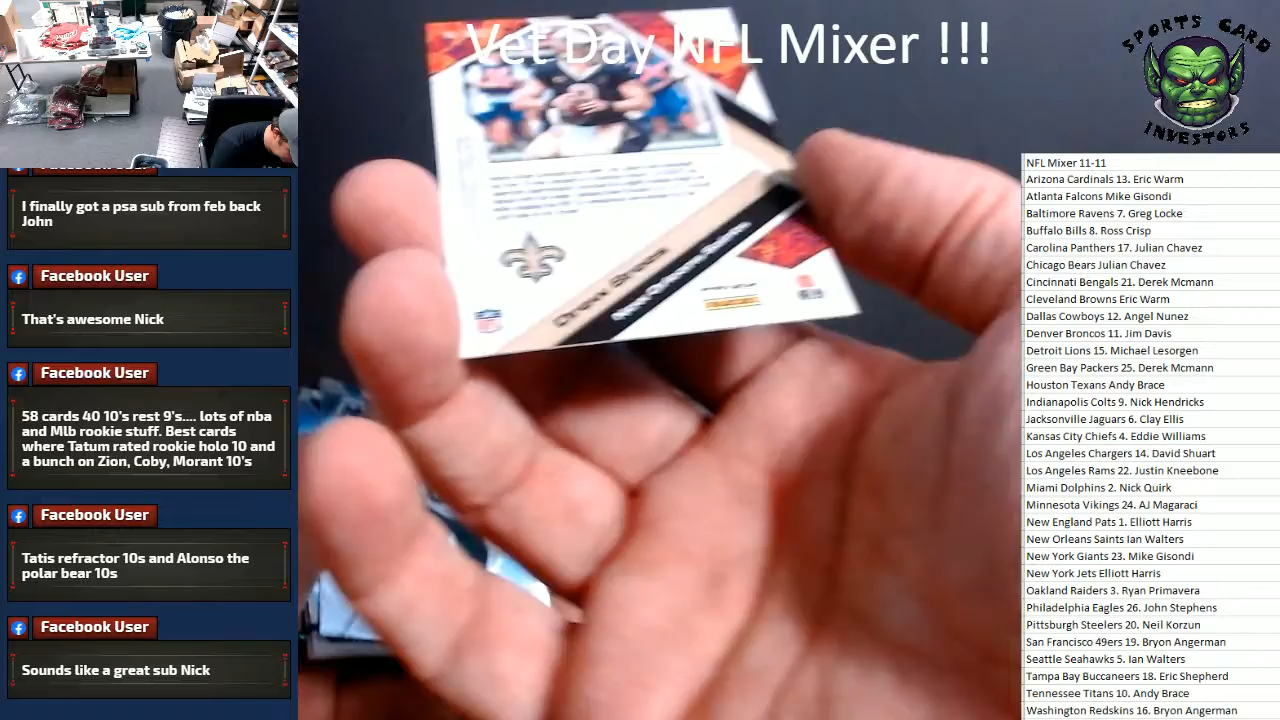 Vet Day NFL Mixer !!!
SPORTS CARD
INVESTORS
I finally got a psa sub from feb back
John
Facebook User
That's awesome Nick
Facebook User
58 cards 40 10's rest 9's.... lots of nba
and Mlb rookie stuff. Best cards
where Tatum rated rookie holo 10 and
a bunch on Zion, Coby, Morant 10's
Facebook User
Tatis refractor 10s and Alonso the
polar bear 10s
Facebook User
Sounds like a great sub Nick
Drew Brees
NFL
NFL Mixer 11-11
Arizona Cardinals 13. Eric Warm
Atlanta Falcons Mike Gisondi
Baltimore Ravens 7. Greg Locke
Buffalo Bills 8. Ross Crisp
Carolina Panthers 17. Julian Chavez
Chicago Bears Julian Chavez
Cincinnati Bengals 21. Derek Mcmann
Cleveland Browns Eric Warm
Dallas Cowboys 12. Angel Nunez
Denver Broncos 11. Jim Davis
Detroit Lions 15. Michael Lesorgen
Green Bay Packers 25. Derek Mcmann
Houston Texans Andy Brace
Indianapolis Colts 9. Nick Hendricks
Jacksonville Jaguars 6. Clay Ellis
Kansas City Chiefs 4. Eddie Williams
Los Angeles Chargers 14. David Shuart
Los Angeles Rams 22. Justin Kneebone
Miami Dolphins 2. Nick Quirk
Minnesota Vikings 24. AJ Magaraci
New England Pats 1. Elliott Harris
New Orleans Saints Ian Walters
New York Giants 23. Mike Gisondi
New York Jets Elliott Harris
Oakland Raiders 3. Ryan Primavera
Philadelphia Eagles 26. John Stephens
Pittsburgh Steelers 20. Neil Korzun
San Francisco 49ers 19. Bryon Angerman
Seattle Seahawks 5. Ian Walters
Tampa Bay Buccaneers 18. Eric Shepherd
Tennessee Titans 10. Andy Brace
Washington Redskins 16. Bryon Angerman